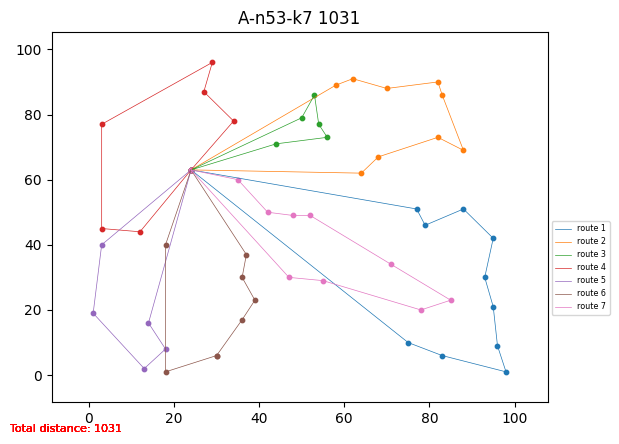 A-n53-k7 1031
100
80
60
40
20
0
0 20 40 60 80 100
route 1
route 2
route 3
route 4
route 5
route 6
route 7
Total distance: 1031